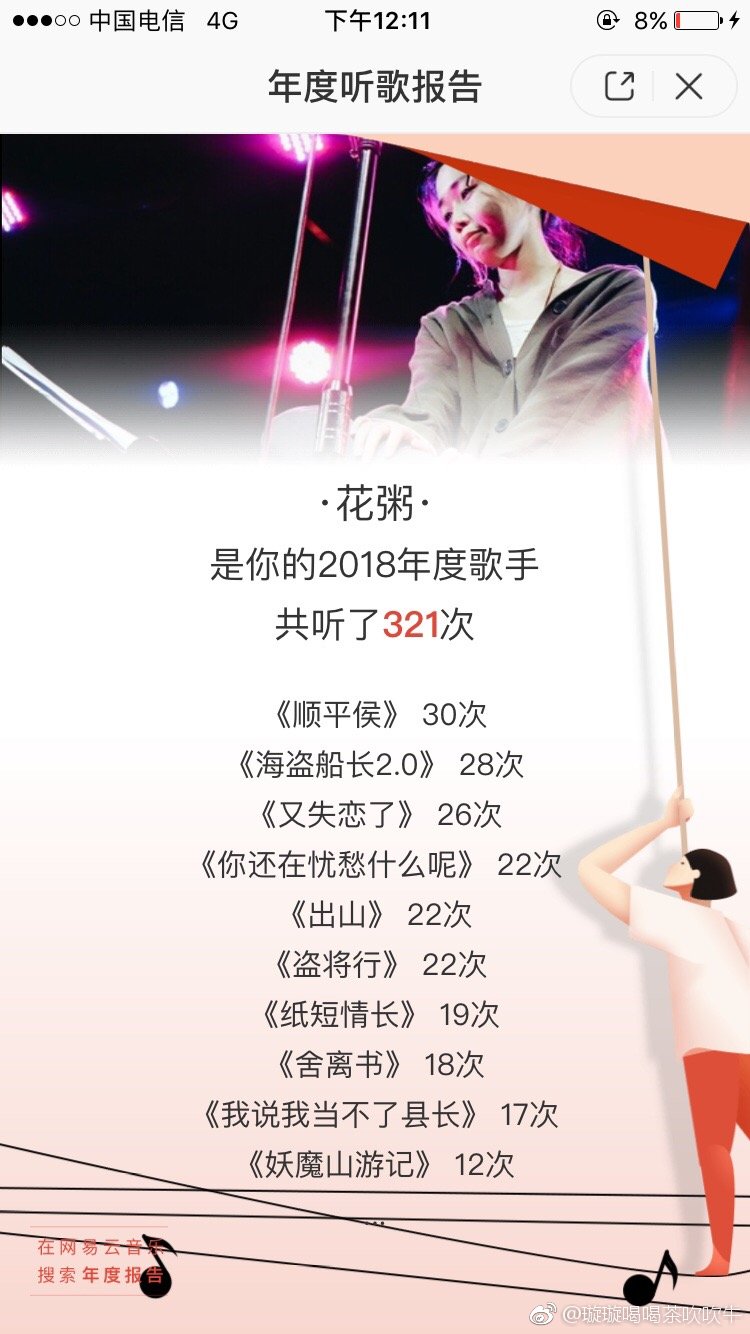 中国电信 4G 下午12:11 8%
年度听歌报告
·花粥·
是你的2018年度歌手
共听了321次
《顺平侯》 30次
《海盗船长2.0》 28次
《又失恋了》 26次
《你还在忧愁什么呢》 22次
《出山》 22次
《盗将行》 22次
《纸短情长》 19次
《舍离书》 18次
《我说我当不了县长》 17次
《妖魔山游记》 12次
...
在网易云音乐
搜索年度报告
@璇璇喝喝茶吹吹牛